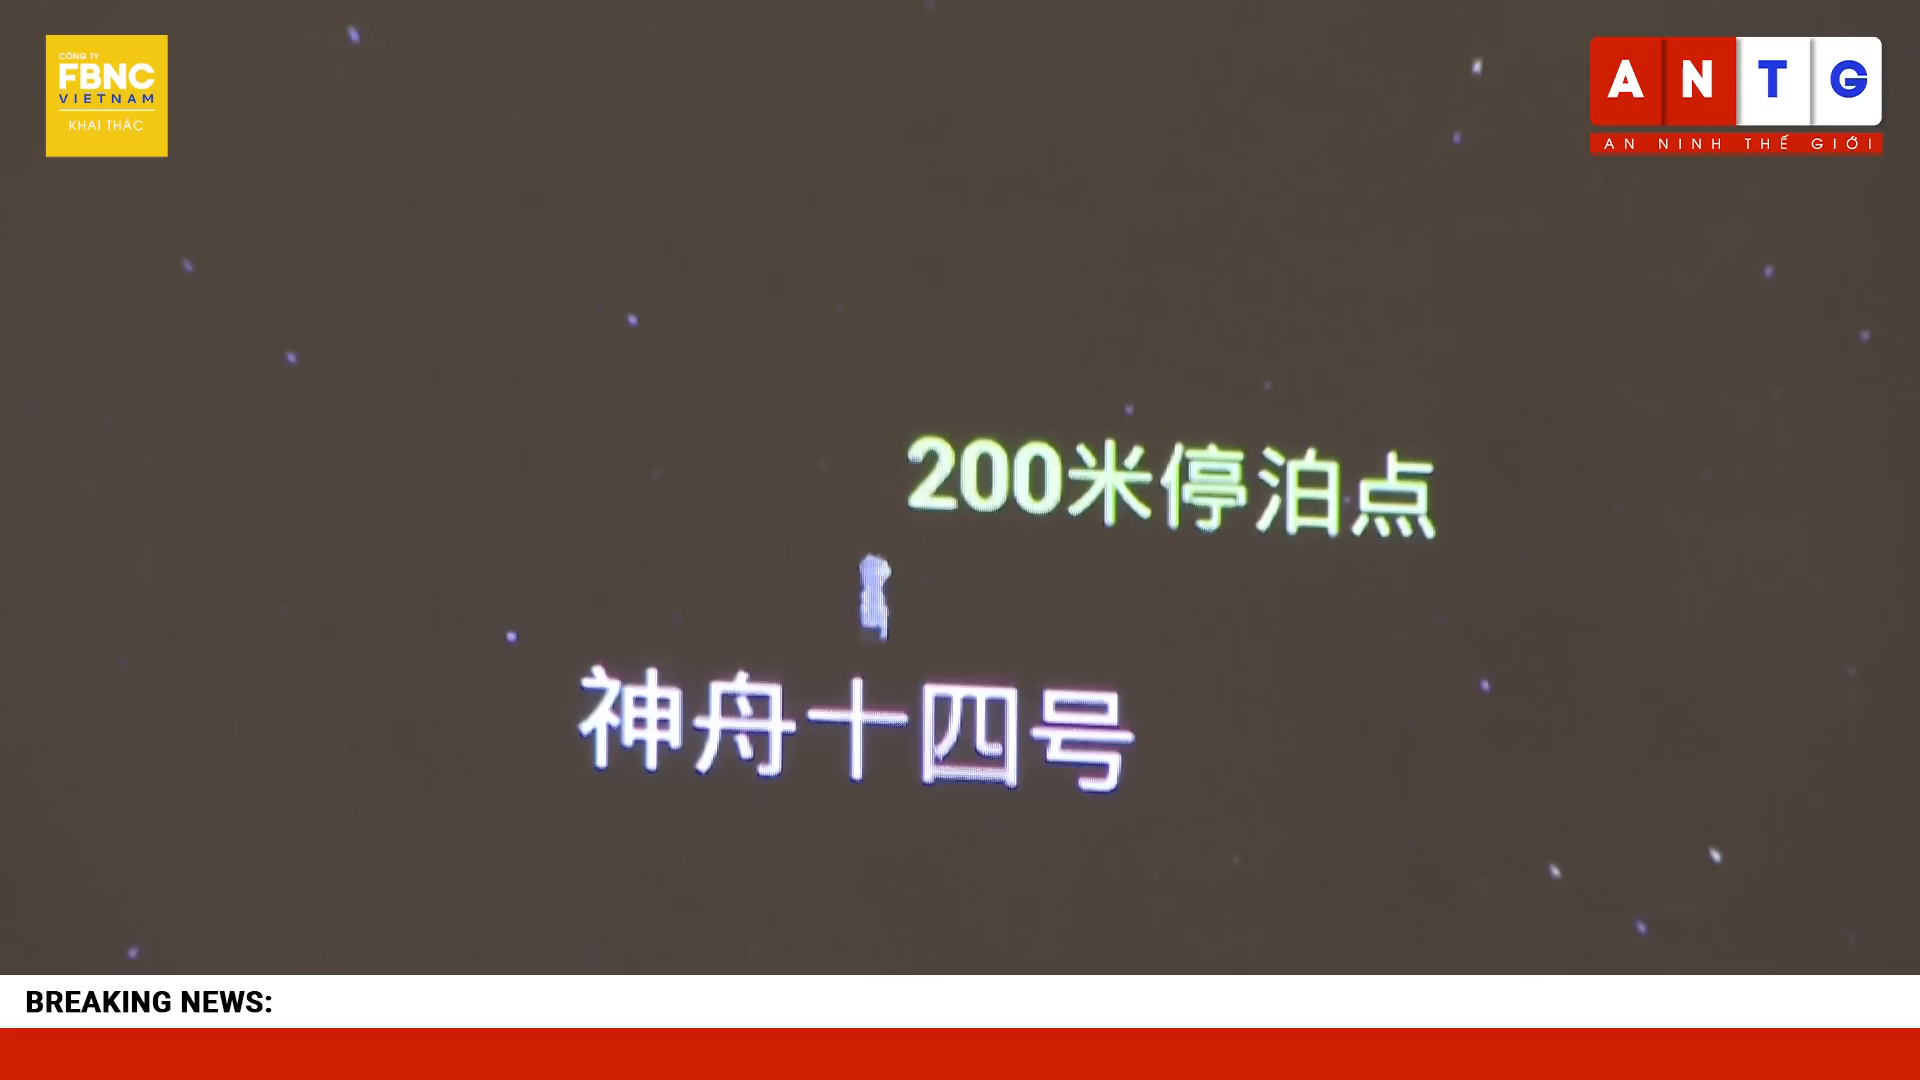 CÔNG TY
FBNC
VIETNAM
KHAI THÁC
ANTG
AN NINH THẾ GIỚI
200米停泊点
神舟十四号
BREAKING NEWS: